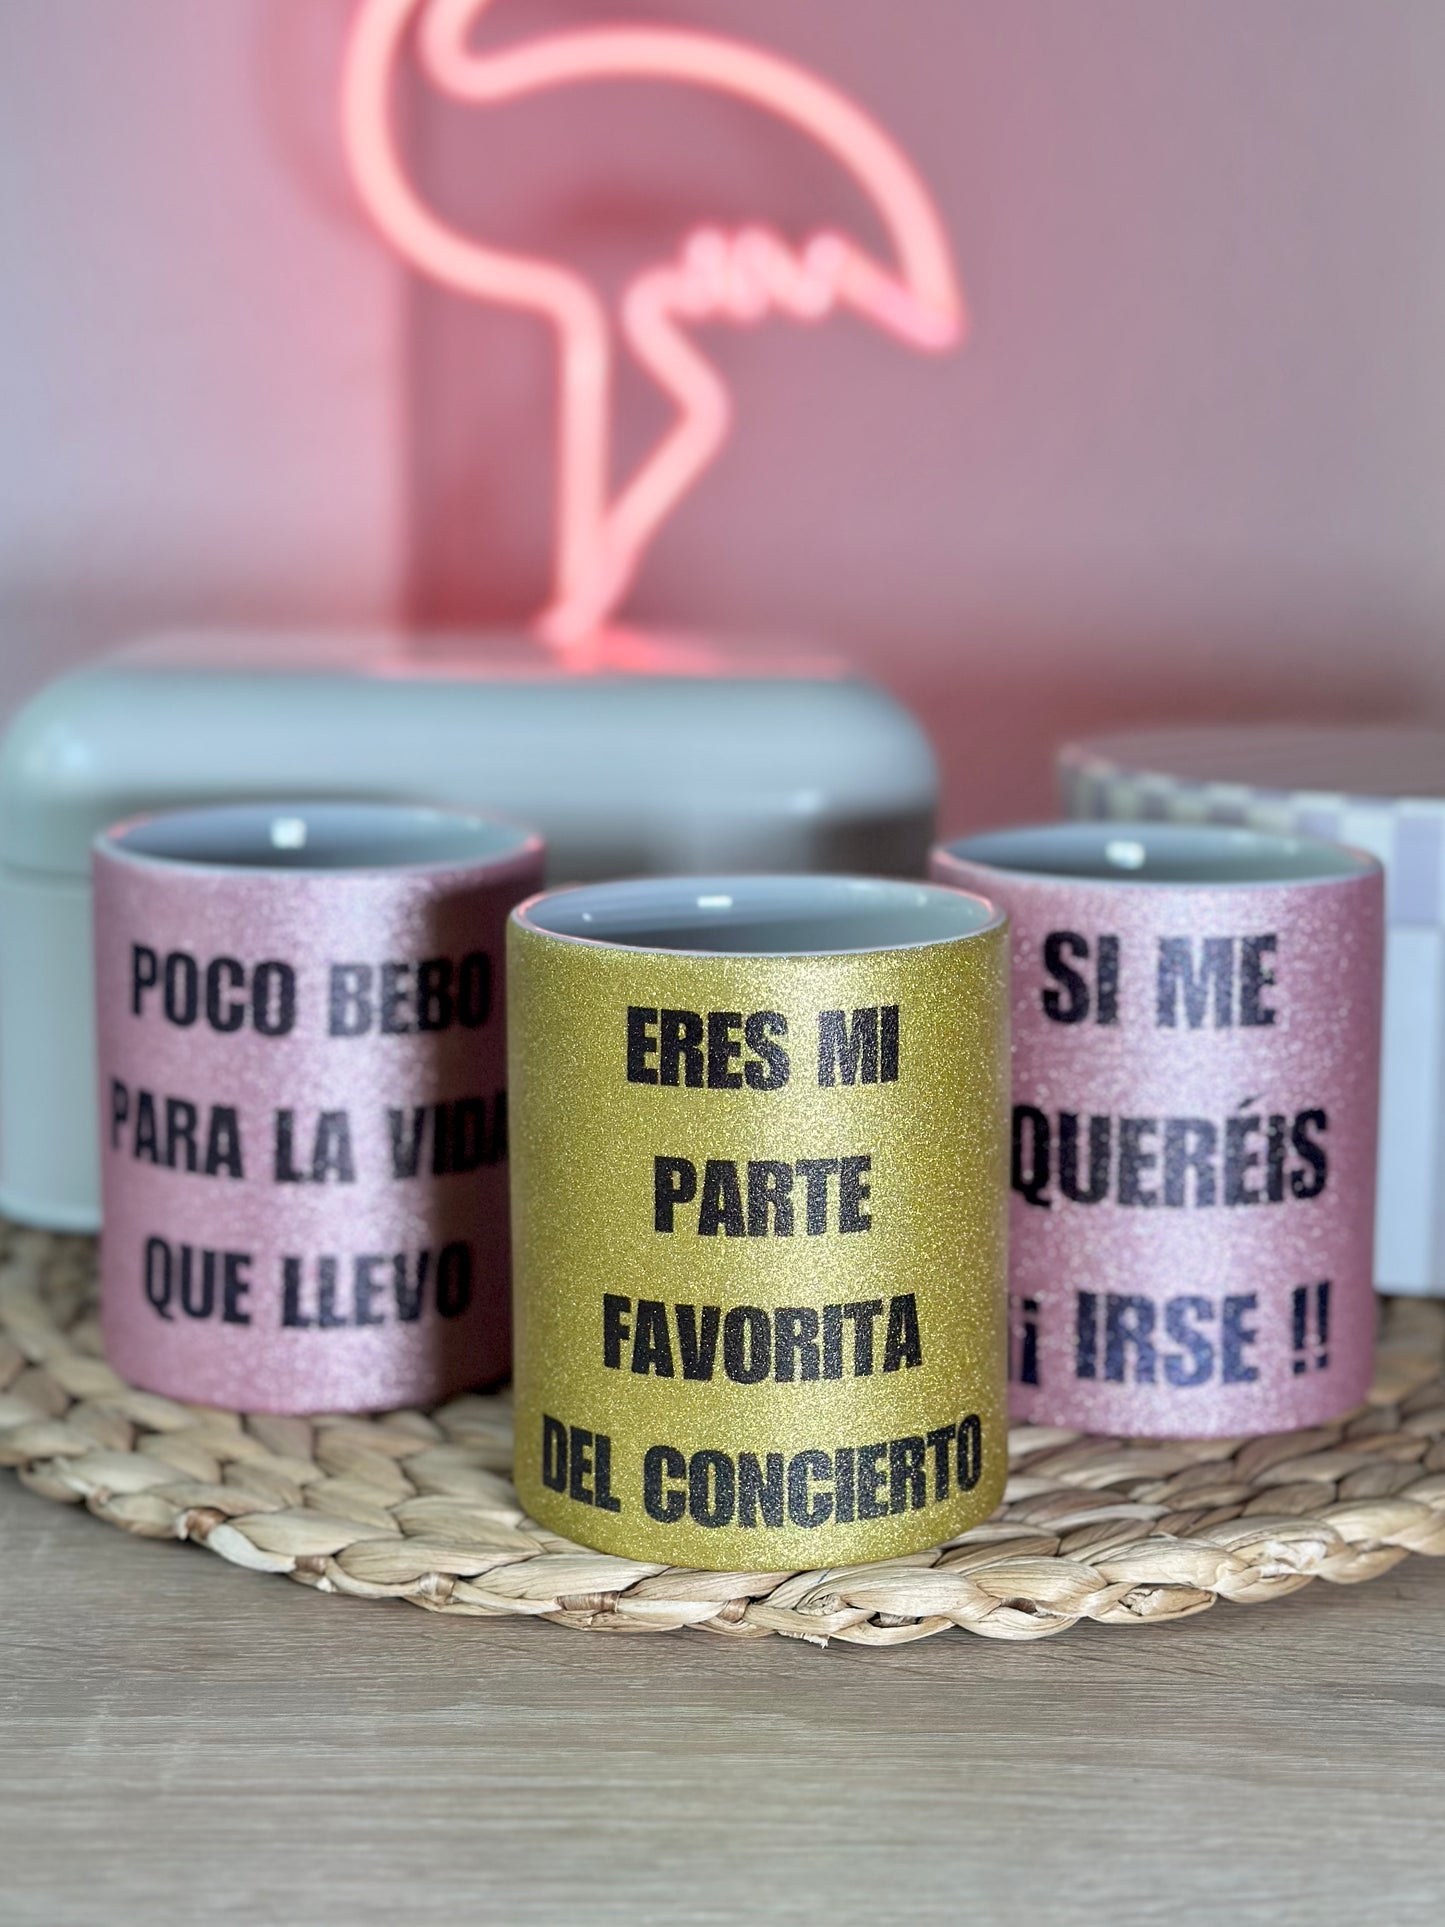 POCO BEBO
PARA LA VIDA
QUE LLEVO
ERES MI
PARTE
FAVORITA
DEL CONCIERTO
SI ME
QUERÉIS
¡¡ IRSE !!